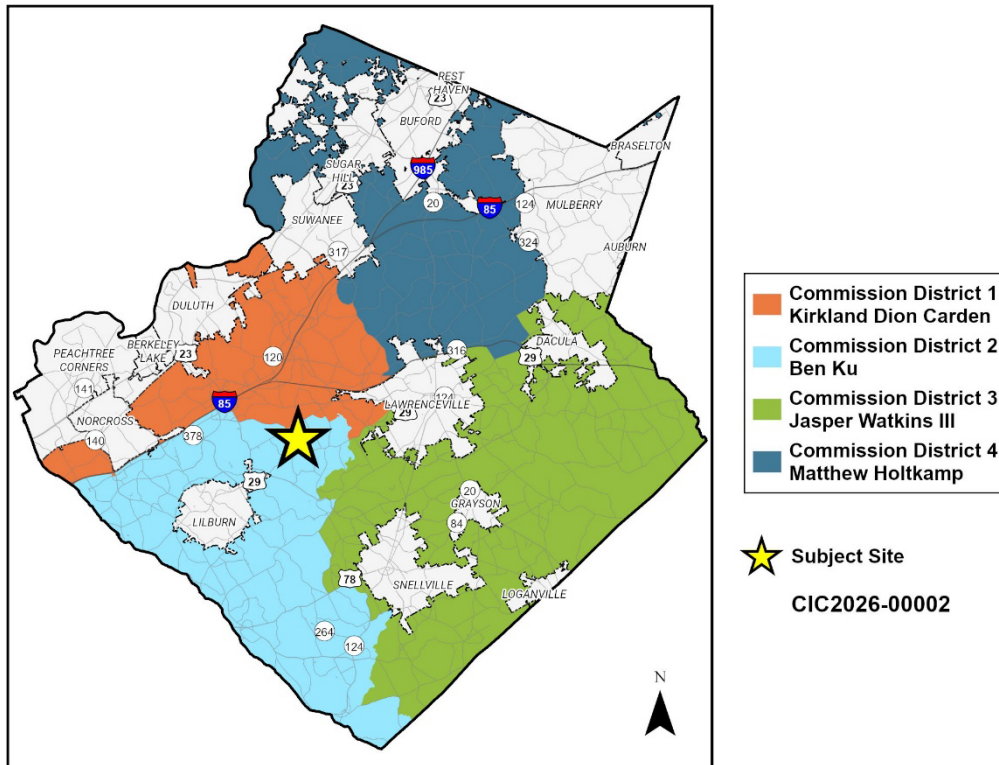 REST
HAVEN
23
BUFORD
BRASELTON
985
SUGAR
HILL
23
20
85
124
MULBERRY
SUWANEE
324
AUBURN
317
DULUTH
BERKELEY
LAKE
23
PEACHTREE
CORNERS
141
120
316
29
DACULA
124
LAWRENCEVILLE
29
85
NORCROSS
140
378
29
LILBURN
20
GRAYSON
84
78
SNELLVILLE
LOGANVILLE
264
124
N
Commission District 1
Kirkland Dion Carden
Commission District 2
Ben Ku
Commission District 3
Jasper Watkins III
Commission District 4
Matthew Holtkamp
Subject Site
CIC2026-00002